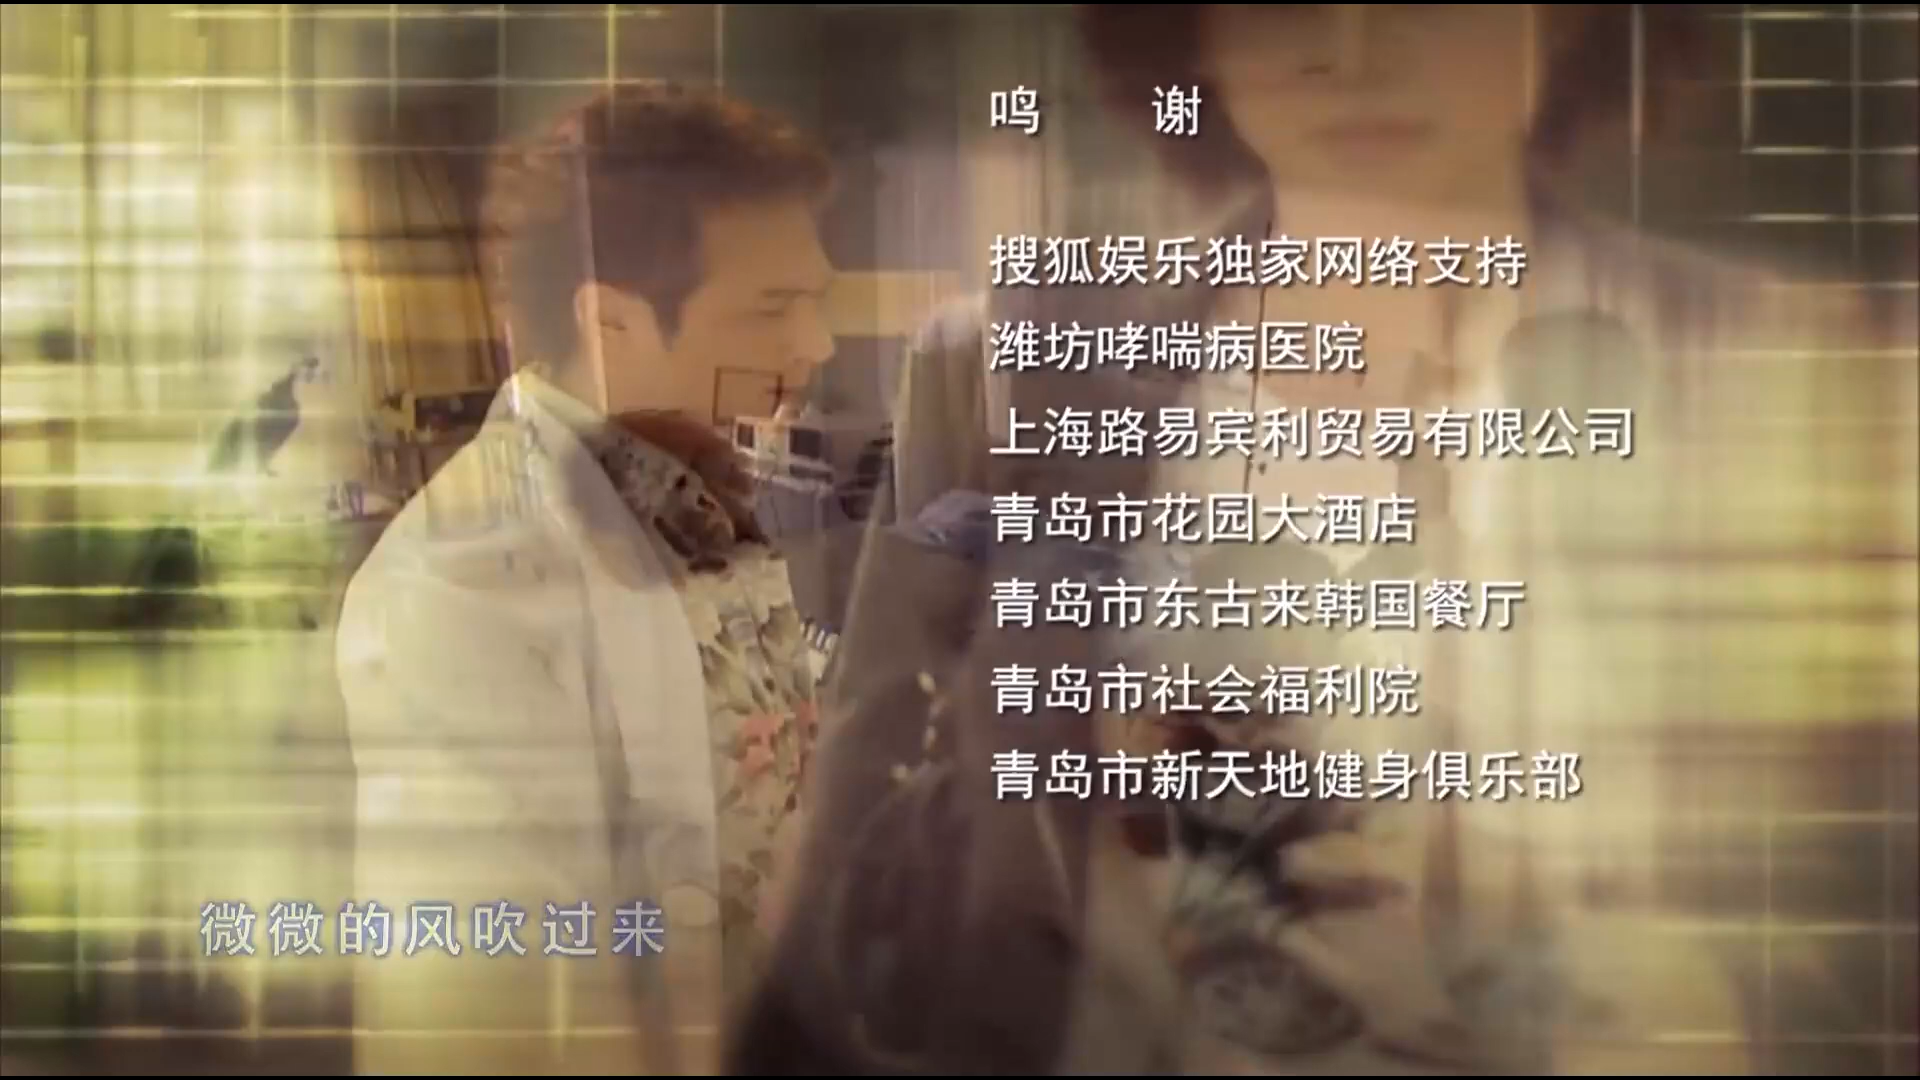 鸣 谢
搜狐娱乐独家网络支持
潍坊哮喘病医院
上海路易宾利贸易有限公司
青岛市花园大酒店
青岛市东古来韩国餐厅
青岛市社会福利院
青岛市新天地健身俱乐部
微微的风吹过来